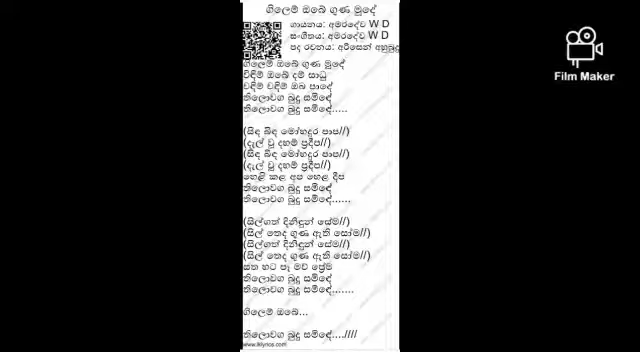 ගිලෙමි ඔබේ ගුණ මූදේ
ගායනය: අමරදේව W D
සංගීතය: අමරදේව W D
පද රචනය: අරිසෙන් අහුබුදු
ගිලෙමි ඔබේ ගුණ මූදේ
විඳිමි ඔබේ දම් සාධු
වඳිමි වඳිමි ඔබ පාදේ
තිලොවග බුදු සමිඳේ
තිලොවග බුදු සමිඳේ.....
(සිඳ බිඳ මෝහඳුර පාප//)
(දැල් වූ දහම් ප්‍රදීප//)
(සිඳ බිඳ මෝහඳුර පාප//)
(දැල් වූ දහම් ප්‍රදීප//)
හෙළි කළ අප හෙළ දීප
තිලොවග බුදු සමිඳේ
තිලොවග බුදු සමිඳේ......
(සිල්ගත් දිනිඳුන් සේම//)
(සිල් තෙද ගුණ ඇති සෝම//)
(සිල්ගත් දිනිඳුන් සේම//)
(සිල් තෙද ගුණ ඇති සෝම//)
සත හට පෑ මව් ප්‍රේම
තිලොවග බුදු සමිඳේ
තිලොවග බුදු සමිඳේ.......
ගිලෙමි ඔබේ...
තිලොවග බුදු සමිඳේ....////
www.lklyrics.com
Film Maker